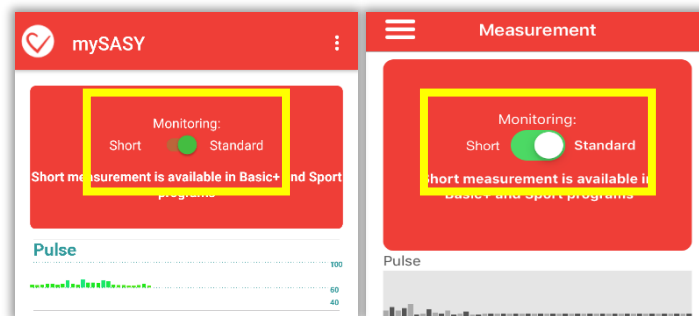 mySASY
Monitoring:
Short Standard
Short measurement is available in Basic+ and Sport
programs
Pulse
100
60
40
Measurement
Monitoring:
Short Standard
Short measurement is available in
Basic+ and Sport programs
Pulse